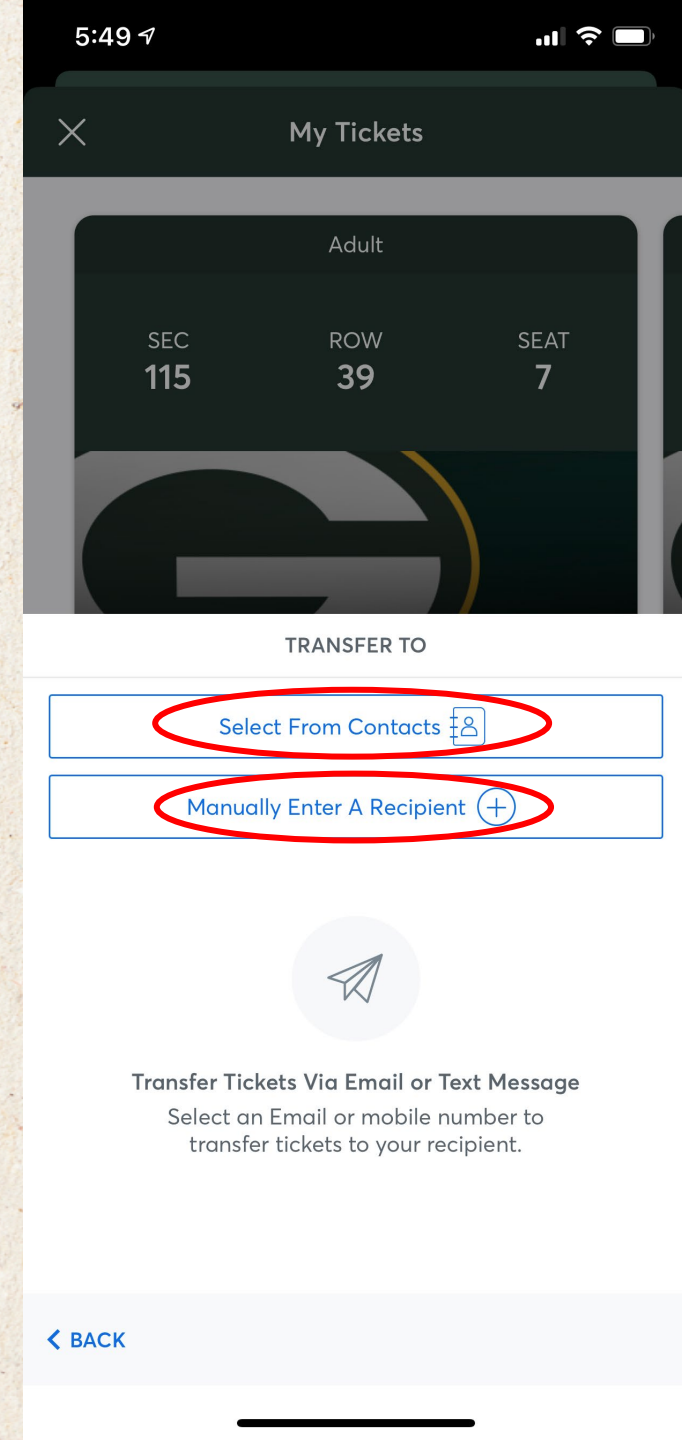 5:49
My Tickets
Adult
SEC ROW SEAT
115 39 7
G
TRANSFER TO
Select From Contacts
Manually Enter A Recipient
Transfer Tickets Via Email or Text Message
Select an Email or mobile number to
transfer tickets to your recipient.
BACK